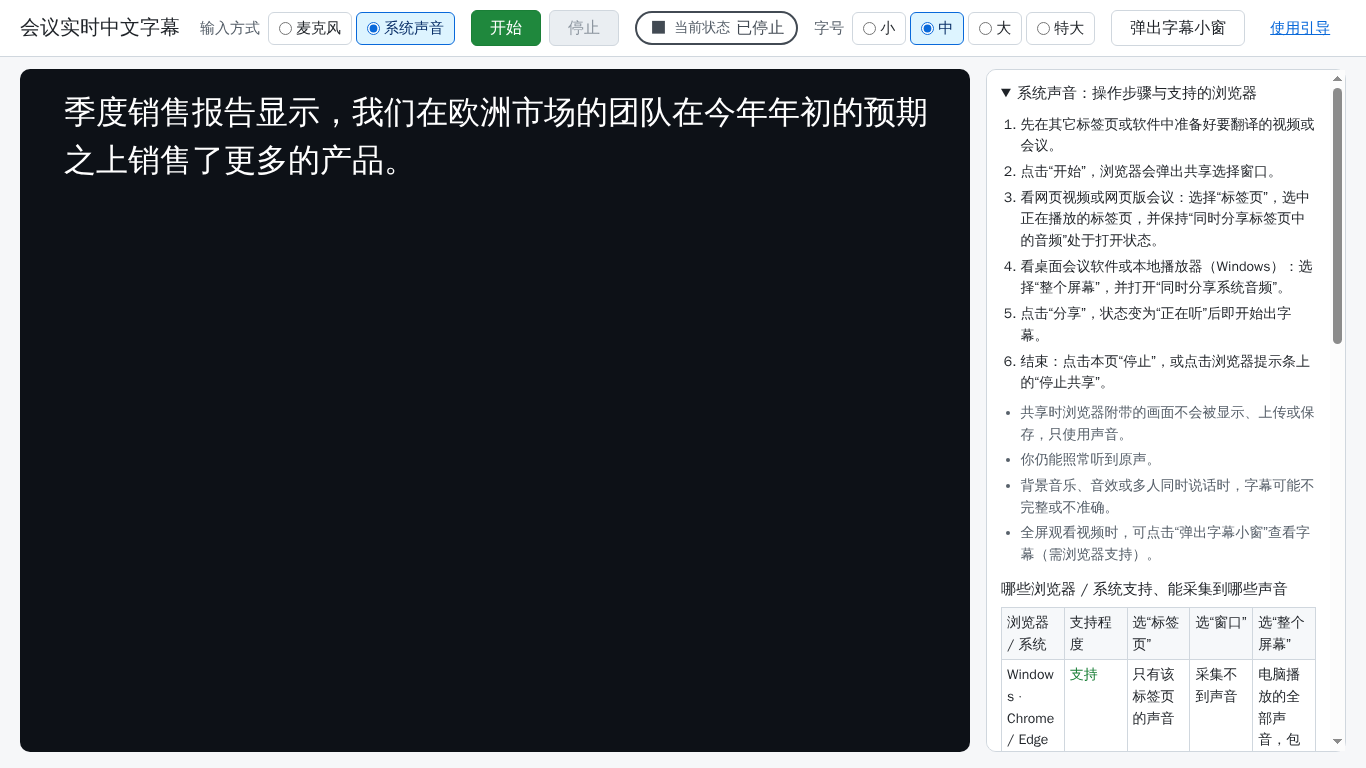 会议实时中文字幕 输入方式 麦克风 系统声音 开始 停止 当前状态 已停止 字号 小 中 大 特大 弹出字幕小窗 使用引导
季度销售报告显示，我们在欧洲市场的团队在今年年初的预期
之上销售了更多的产品。
▼ 系统声音：操作步骤与支持的浏览器
1. 先在其它标签页或软件中准备好要翻译的视频或
会议。
2. 点击“开始”，浏览器会弹出共享选择窗口。
3. 看网页视频或网页版会议：选择“标签页”，选中
正在播放的标签页，并保持“同时分享标签页中
的音频”处于打开状态。
4. 看桌面会议软件或本地播放器（Windows）：选
择“整个屏幕”，并打开“同时分享系统音频”。
5. 点击“分享”，状态变为“正在听”后即开始出字
幕。
6. 结束：点击本页“停止”，或点击浏览器提示条上
的“停止共享”。
• 共享时浏览器附带的画面不会被显示、上传或保
存，只使用声音。
• 你仍能照常听到原声。
• 背景音乐、音效或多人同时说话时，字幕可能不
完整或不准确。
• 全屏观看视频时，可点击“弹出字幕小窗”查看字
幕（需浏览器支持）。
哪些浏览器 / 系统支持、能采集到哪些声音
浏览器 支持程 选“标签 选“窗口” 选“整个
/ 系统 度 页” 屏幕”
Window 支持 只有该 采集不 电脑播
s · 标签页 到声音 放的全
Chrome 的声音 部声
/ Edge 音，包